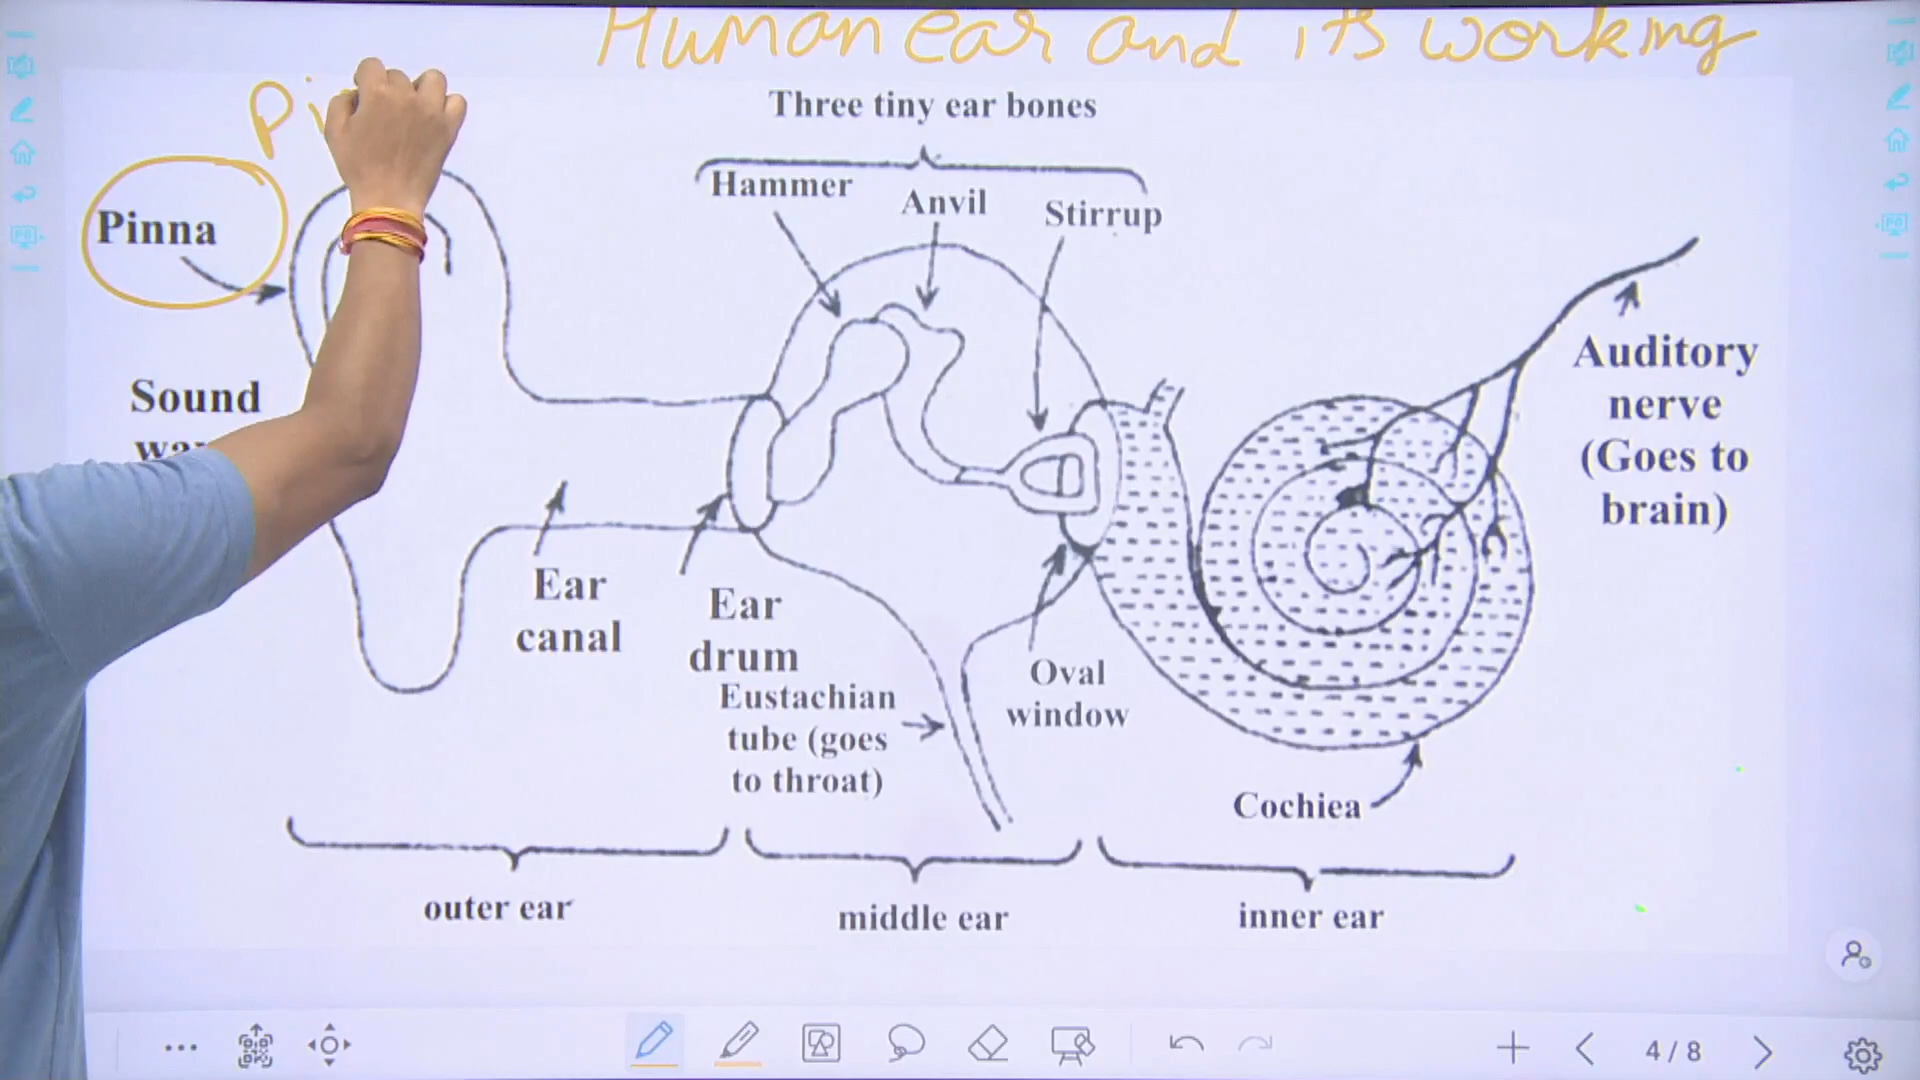 Human ear and its working
Pi
Three tiny ear bones
Hammer
Anvil
Stirrup
Pinna
Sound
Auditory
nerve
(Goes to
brain)
Ear
canal
Ear
drum
Eustachian
tube (goes
to throat)
Oval
window
Cochiea
outer ear
middle ear
inner ear
4 / 8